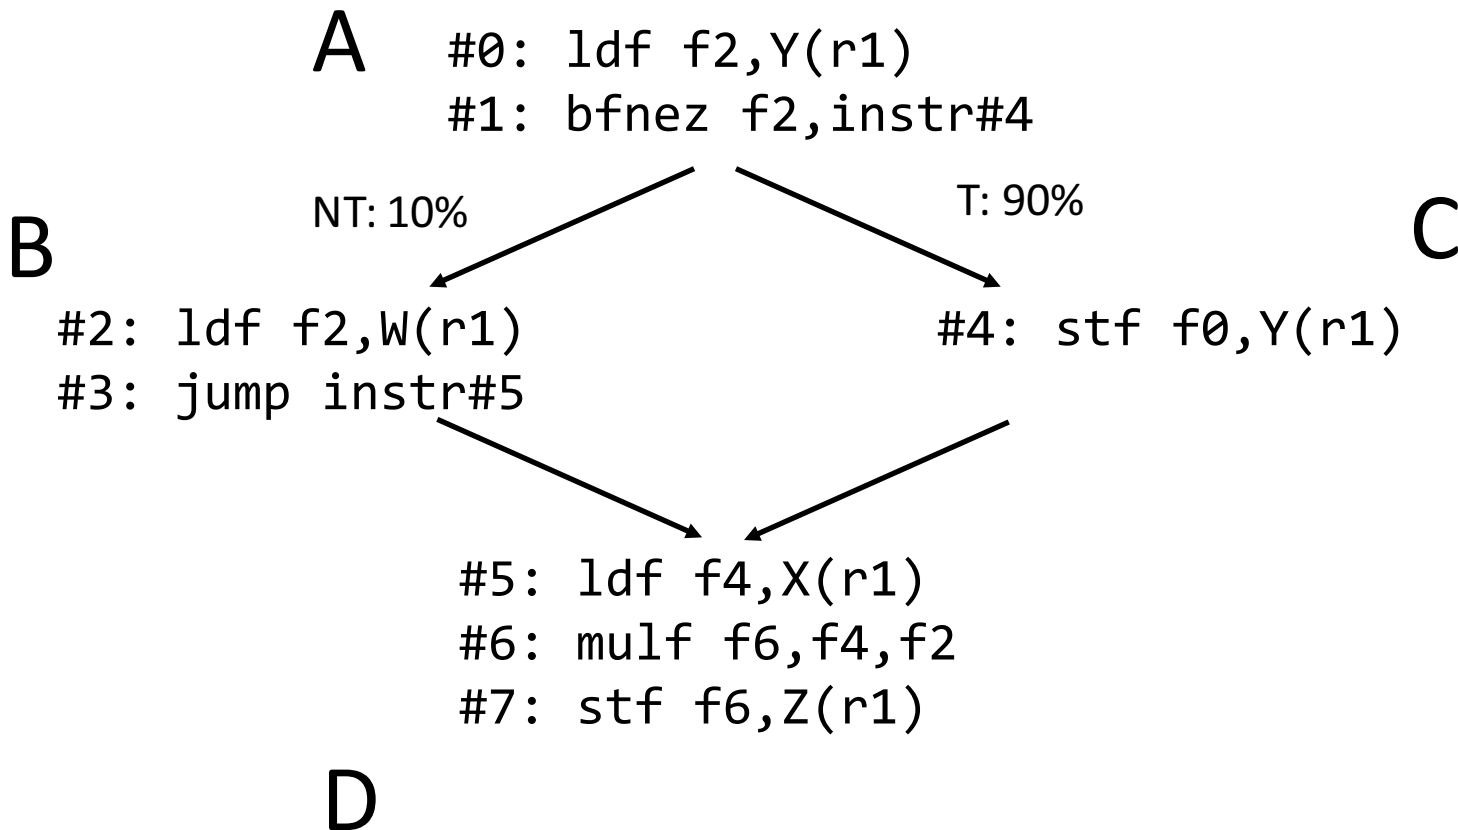 A
#0: ldf f2,Y(r1)
#1: bfnez f2,instr#4
NT: 10%
T: 90%
B
C
#2: ldf f2,W(r1)
#3: jump instr#5
#4: stf f0,Y(r1)
#5: ldf f4,X(r1)
#6: mulf f6,f4,f2
#7: stf f6,Z(r1)
D